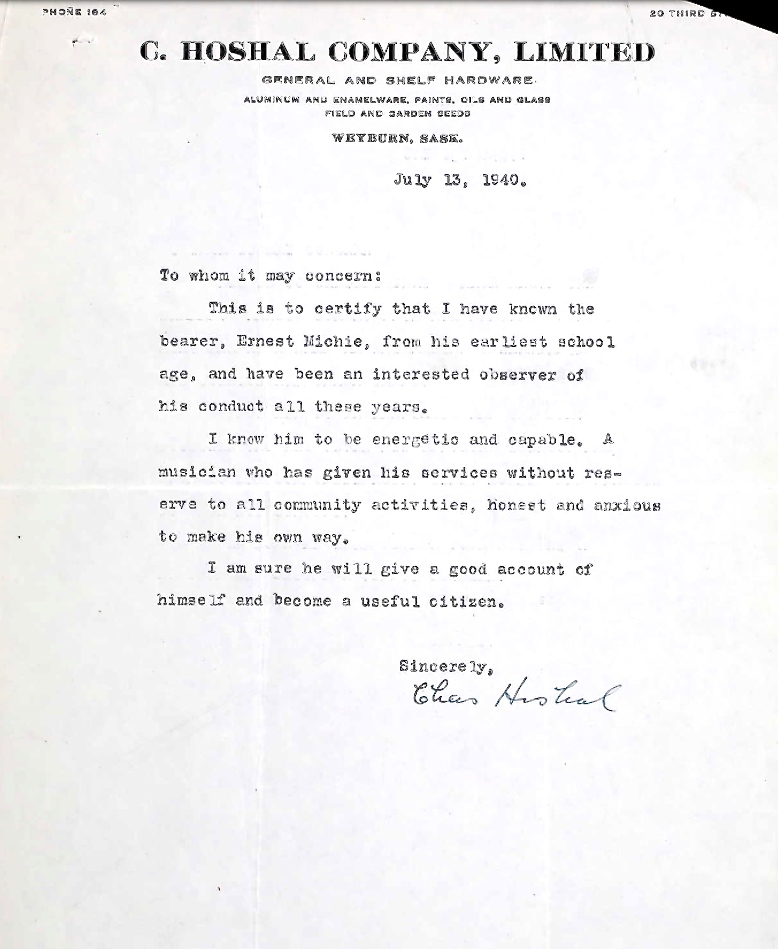 PHONE 164
20 THIRD
C. HOSHAL COMPANY, LIMITED
GENERAL AND SHELF HARDWARE
ALUMINUM AND ENAMELWARE, PAINTS, OILS AND GLASS
FIELD AND GARDEN SEEDS
WEYBURN, SASK.
July 13, 1940.
To whom it may concern:
This is to certify that I have known the
bearer, Ernest Michie, from his earliest school
age, and have been an interested observer of
his conduct all these years.
I know him to be energetic and capable. A
musician who has given his services without res-
erve to all community activities, honest and anxious
to make his own way.
I am sure he will give a good account of
himself and become a useful citizen.
Sincerely,
Chas Hoshal